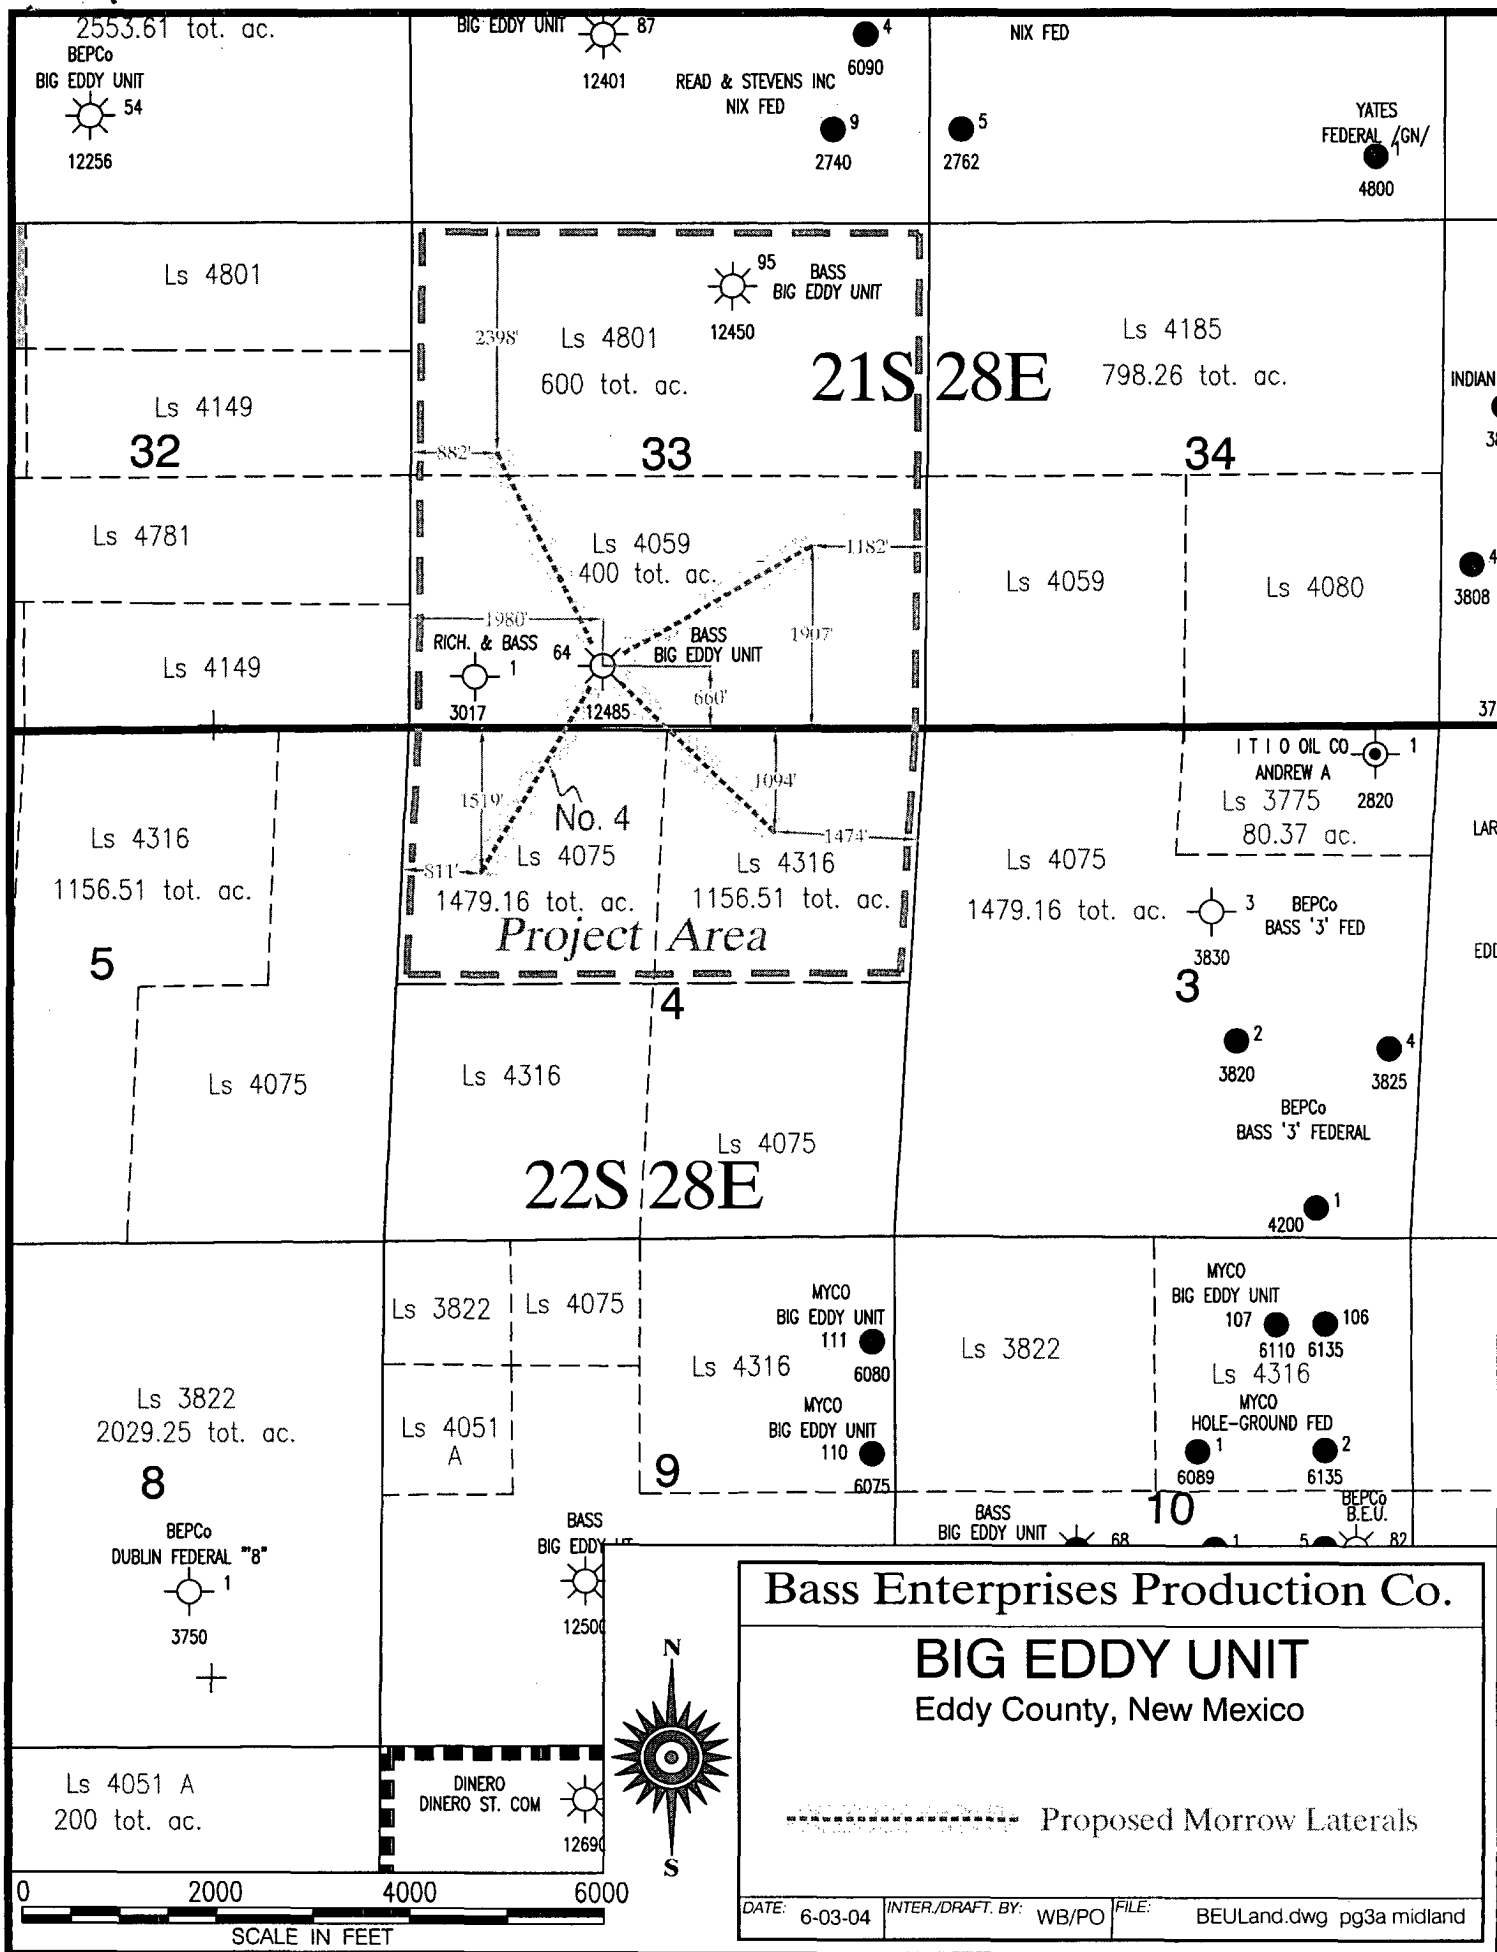 2553.61 tot. ac.
BEPCo
BIG EDDY UNIT
54
12256
BIG EDDY UNIT
87
12401
READ & STEVENS INC
NIX FED
4
6090
9
2740
NIX FED
5
2762
YATES
FEDERAL /GN/
1
4800
Ls 4801
Ls 4149
32
Ls 4781
Ls 4149
2398'
882'
95
BASS
BIG EDDY UNIT
12450
Ls 4801
600 tot. ac.
21S 28E
33
Ls 4185
798.26 tot. ac.
34
INDIAN
Ls 4059
400 tot. ac.
1182'
1907'
1980'
RICH. & BASS
1
3017
64
BASS
BIG EDDY UNIT
12485
660'
Ls 4059
Ls 4080
4
3808
37
1519'
811'
No. 4
Ls 4075
1479.16 tot. ac.
1094'
1474'
Ls 4316
1156.51 tot. ac.
Project Area
Ls 4316
1156.51 tot. ac.
5
Ls 4075
4
Ls 4316
Ls 4075
22S 28E
I T I O OIL CO
ANDREW A
1
2820
Ls 3775
80.37 ac.
LAR
Ls 4075
1479.16 tot. ac.
3
BEPCo
BASS '3' FED
3830
3
2
3820
4
3825
BEPCo
BASS '3' FEDERAL
1
4200
Ls 3822
2029.25 tot. ac.
8
BEPCo
DUBLIN FEDERAL "'8"
1
3750
Ls 3822
Ls 4075
Ls 4051
A
MYCO
BIG EDDY UNIT
111
6080
Ls 4316
MYCO
BIG EDDY UNIT
110
6075
9
BASS
BIG EDDY
12500
Ls 3822
MYCO
BIG EDDY UNIT
107
106
6110
6135
Ls 4316
MYCO
HOLE-GROUND FED
1
2
6089
6135
10
BASS
BIG EDDY UNIT
68
1
5
BEPCo
B.E.U.
82
Ls 4051 A
200 tot. ac.
DINERO
DINERO ST. COM
12690
N
S
Bass Enterprises Production Co.
BIG EDDY UNIT
Eddy County, New Mexico
Proposed Morrow Laterals
DATE: 6-03-04
INTER./DRAFT. BY: WB/PO
FILE: BEULand.dwg pg3a midland
0 2000 4000 6000
SCALE IN FEET